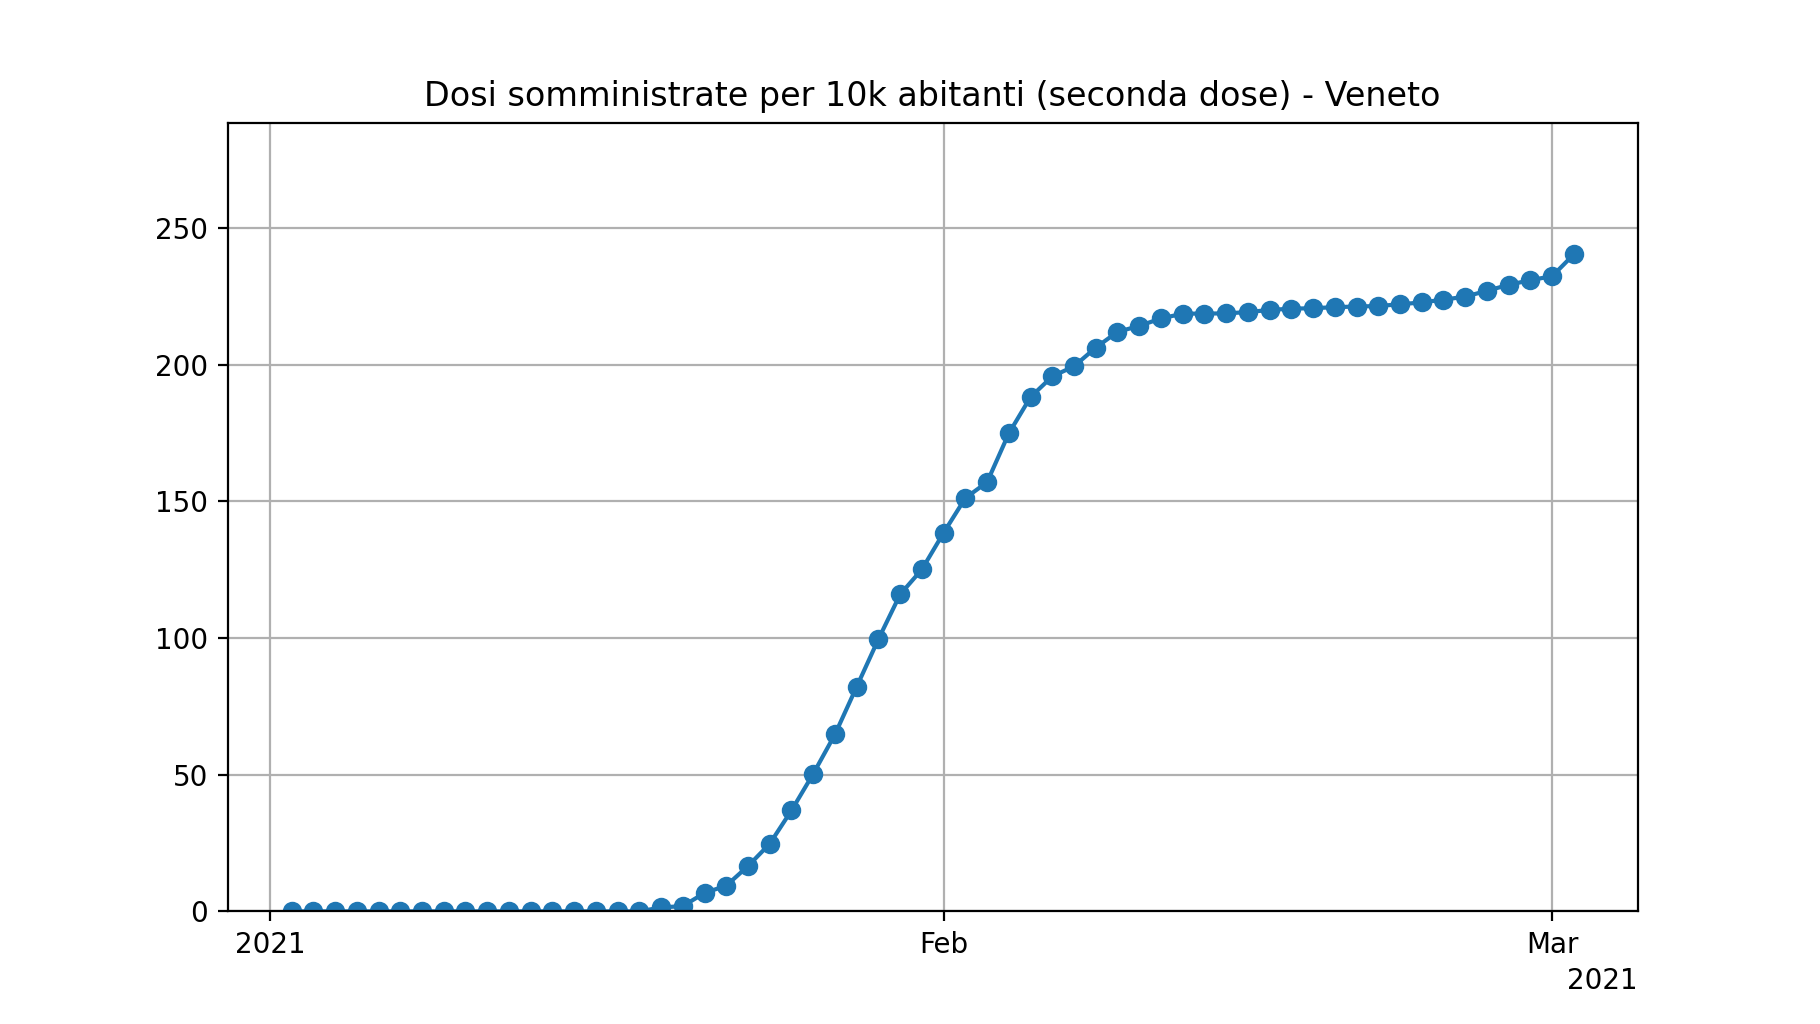 Dosi somministrate per 10k abitanti (seconda dose) - Veneto
250
200
150
100
50
0
2021
Feb
Mar
2021